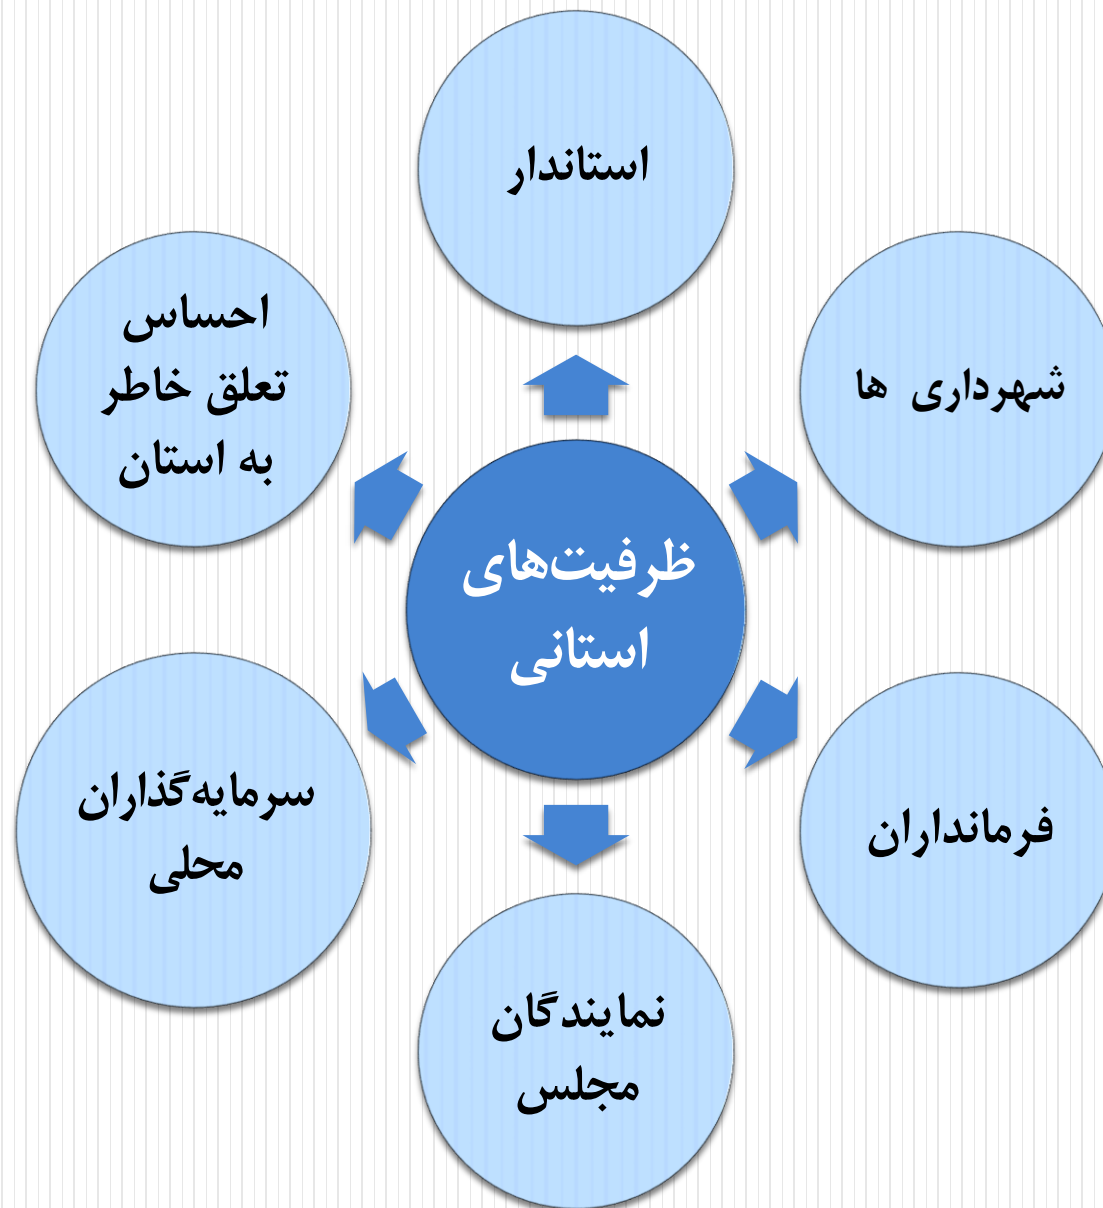 استاندار
شهرداری ها
فرمانداران
نمایندگان
مجلس
سرمایه‌گذاران
محلی
احساس
تعلق خاطر
به استان
ظرفیت‌های
استانی